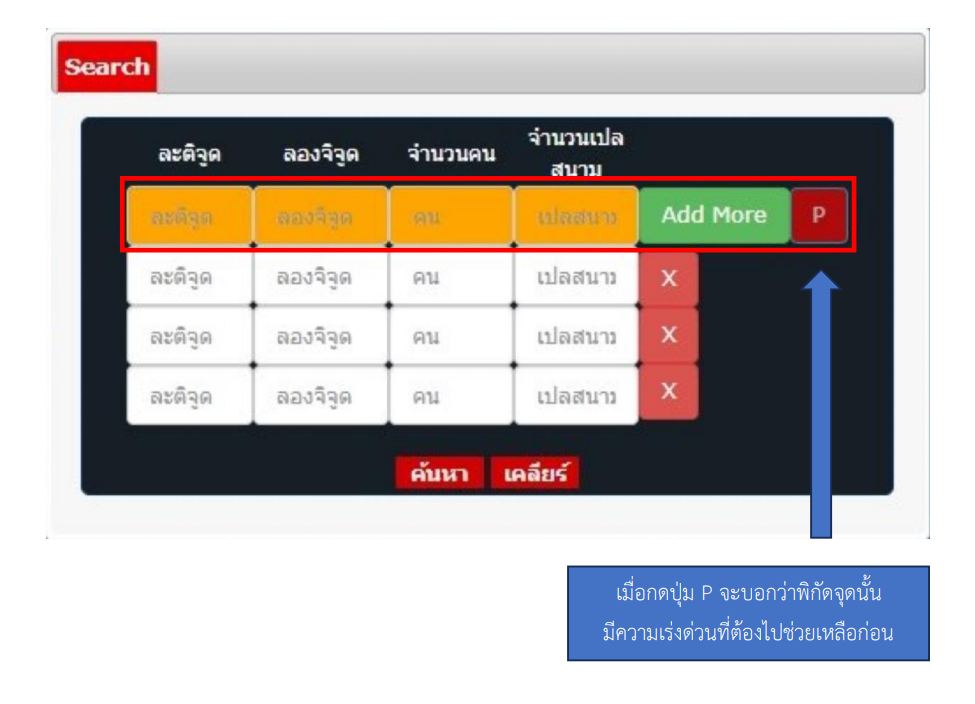 Search
ละติจูด ลองจิจูด จำนวนคน จำนวนเปล
สนาม
ละติจูด ลองจิจูด คน เปลสนาม Add More P
ละติจูด ลองจิจูด คน เปลสนาม X
ละติจูด ลองจิจูด คน เปลสนาม X
ละติจูด ลองจิจูด คน เปลสนาม X
ค้นหา เคลียร์
เมื่อกดปุ่ม P จะบอกว่าพิกัดจุดนั้น
มีความเร่งด่วนที่ต้องไปช่วยเหลือก่อน